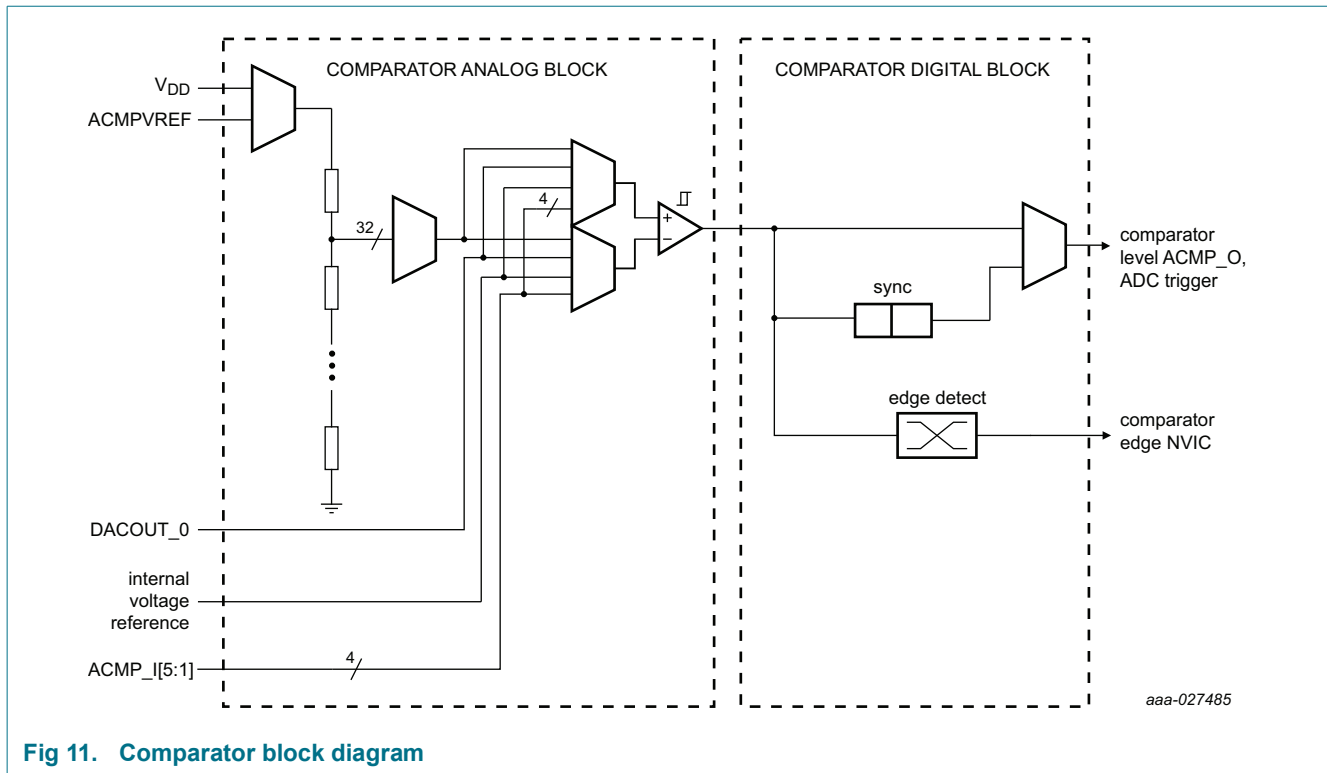 COMPARATOR ANALOG BLOCK
COMPARATOR DIGITAL BLOCK
VDD
ACMPVREF
32
4
+
−
sync
edge detect
comparator
level ACMP_O,
ADC trigger
comparator
edge NVIC
DACOUT_0
internal
voltage
reference
ACMP_I[5:1]
4
aaa-027485
Fig 11. Comparator block diagram